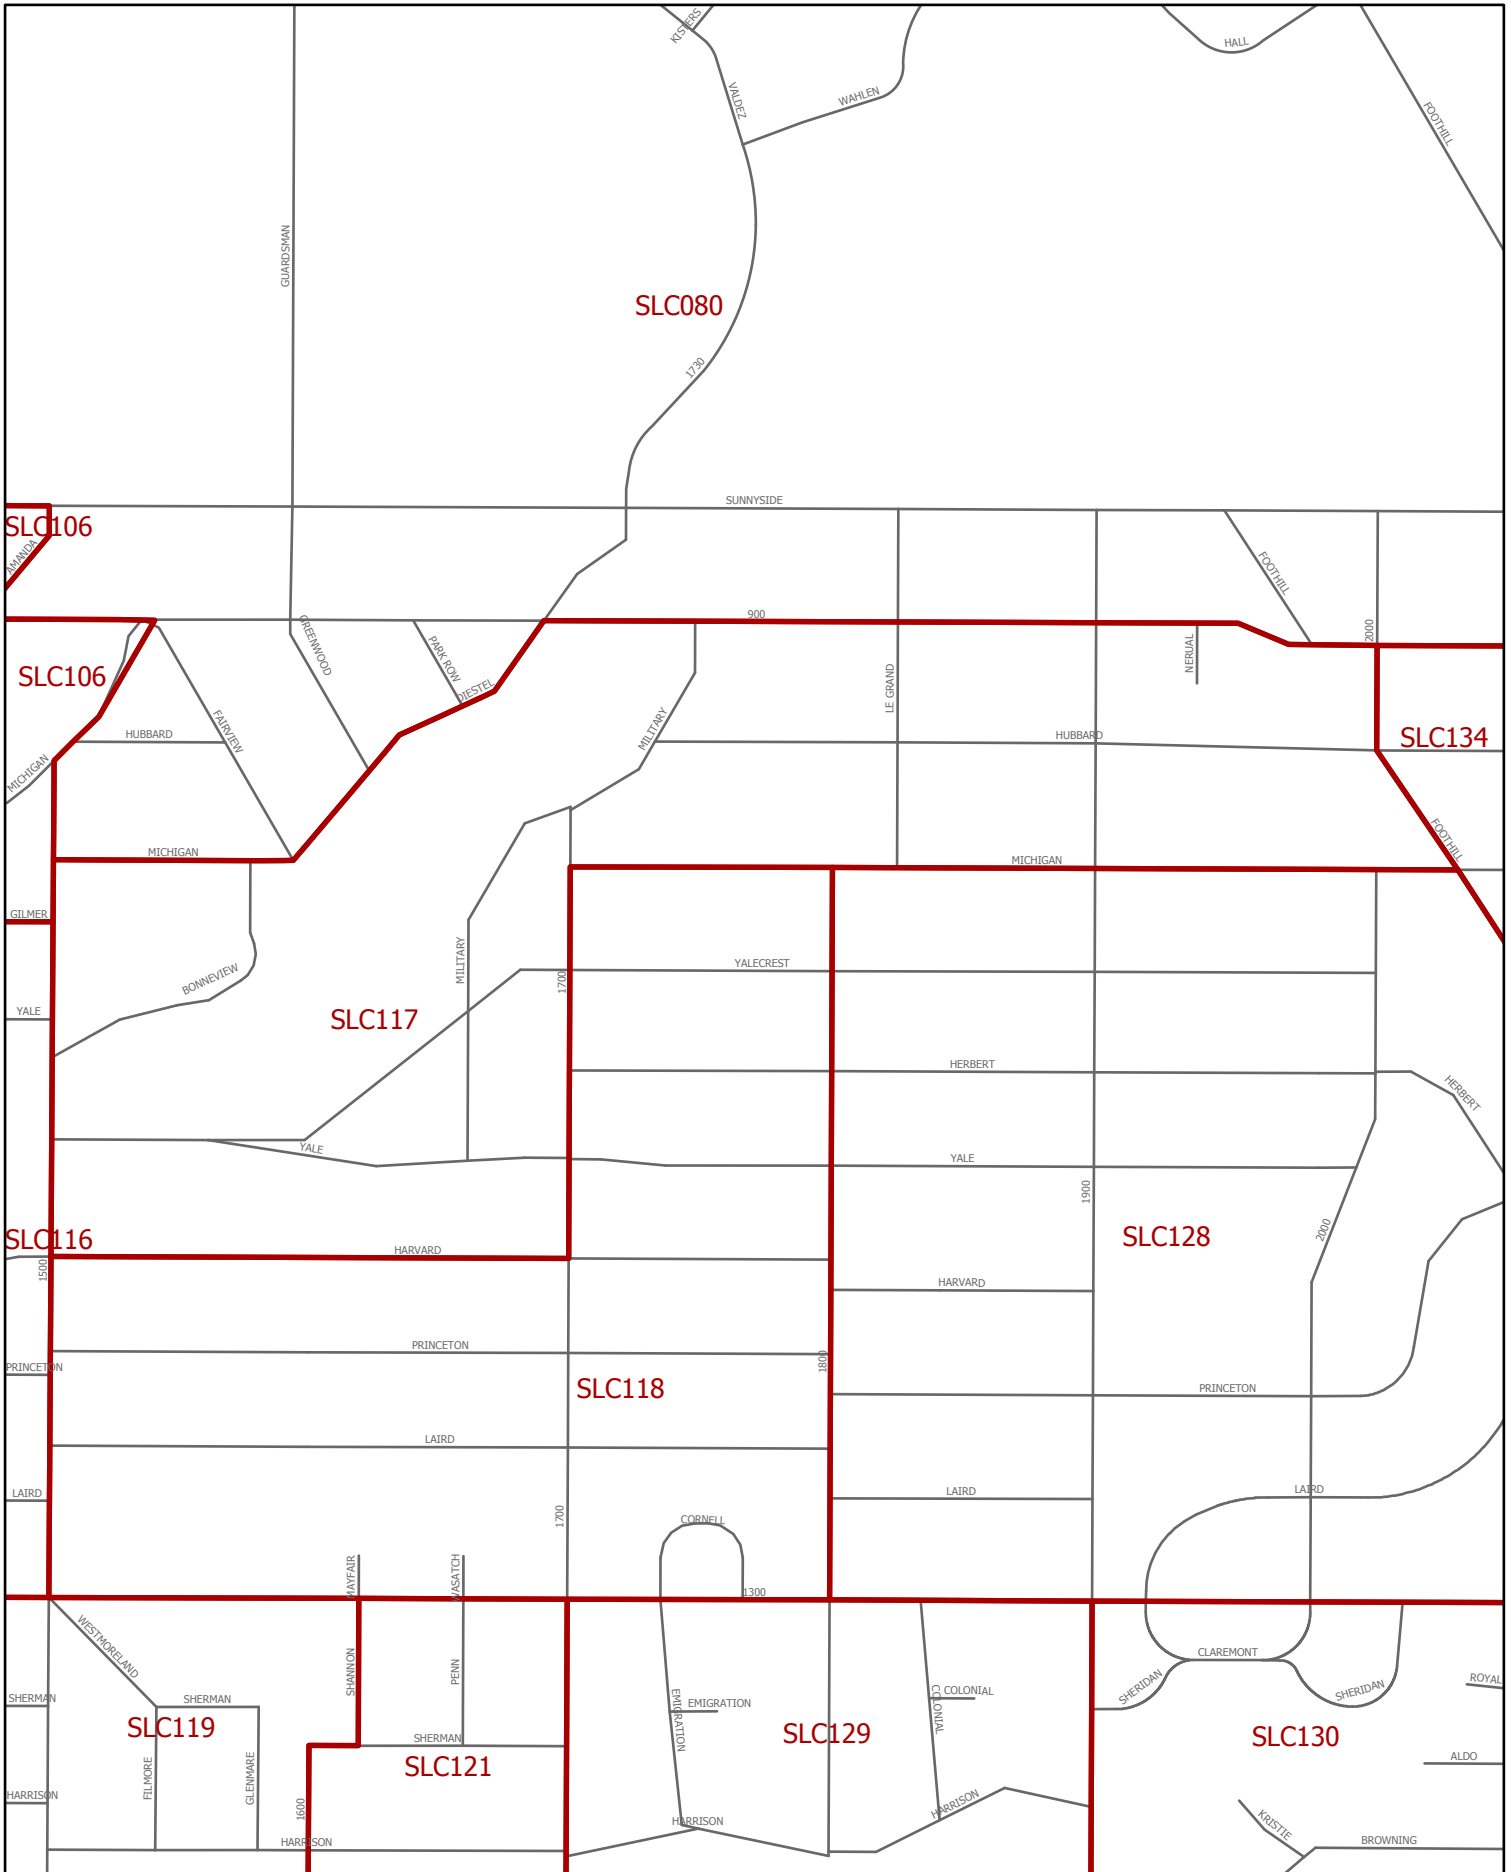 KISTERS
HALL
VALDEZ
WAHLEN
FOOTHILL
GUARDSMAN
SLC080
1730
SUNNYSIDE
SLC106
AMANDA
FOOTHILL
900
2000
GREENWOOD
PARK ROW
NERUAL
SLC106
DIESTEL
LE GRAND
HUBBARD
FAIRVIEW
MILITARY
HUBBARD
SLC134
MICHIGAN
FOOTHILL
MICHIGAN
MICHIGAN
GILMER
MILITARY
YALECREST
BONNEVIEW
1700
YALE
SLC117
HERBERT
HERBERT
YALE
YALE
1900
SLC116
2000
SLC128
HARVARD
1500
HARVARD
PRINCETON
PRINCETON
1800
SLC118
PRINCETON
LAIRD
LAIRD
LAIRD
LAIRD
1700
CORNELL
MAYFAIR
WASATCH
1300
WESTMORELAND
CLAREMONT
SHANNON
PENN
SHERIDAN
SHERIDAN
ROYAL
SHERMAN
SHERMAN
EMIGRATION
EMIGRATION
COLONIAL
COLONIAL
SLC119
SLC129
SLC130
SHERMAN
SLC121
FILMORE
GLENMARE
ALDO
HARRISON
1600
HARRISON
HARRISON
HARRISON
KRISTIE
BROWNING